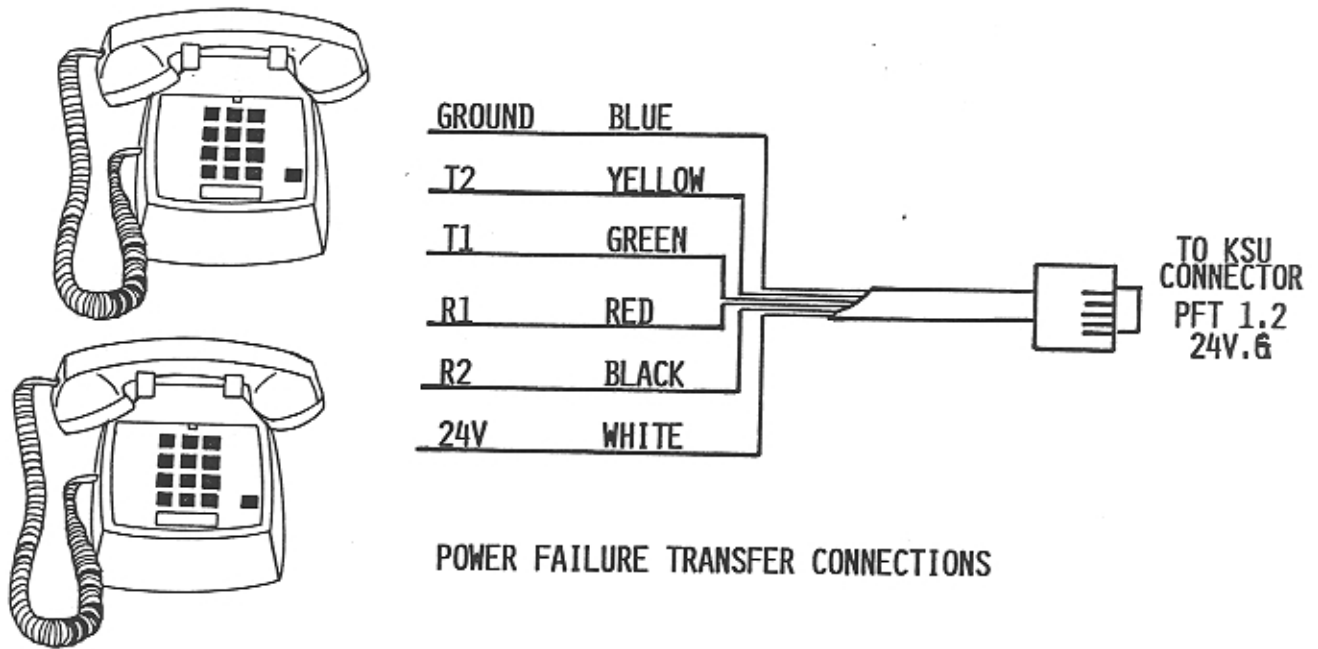 GROUND BLUE
T2 YELLOW
T1 GREEN
R1 RED
R2 BLACK
24V WHITE
TO KSU
CONNECTOR
PFT 1.2
24V.
POWER FAILURE TRANSFER CONNECTIONS